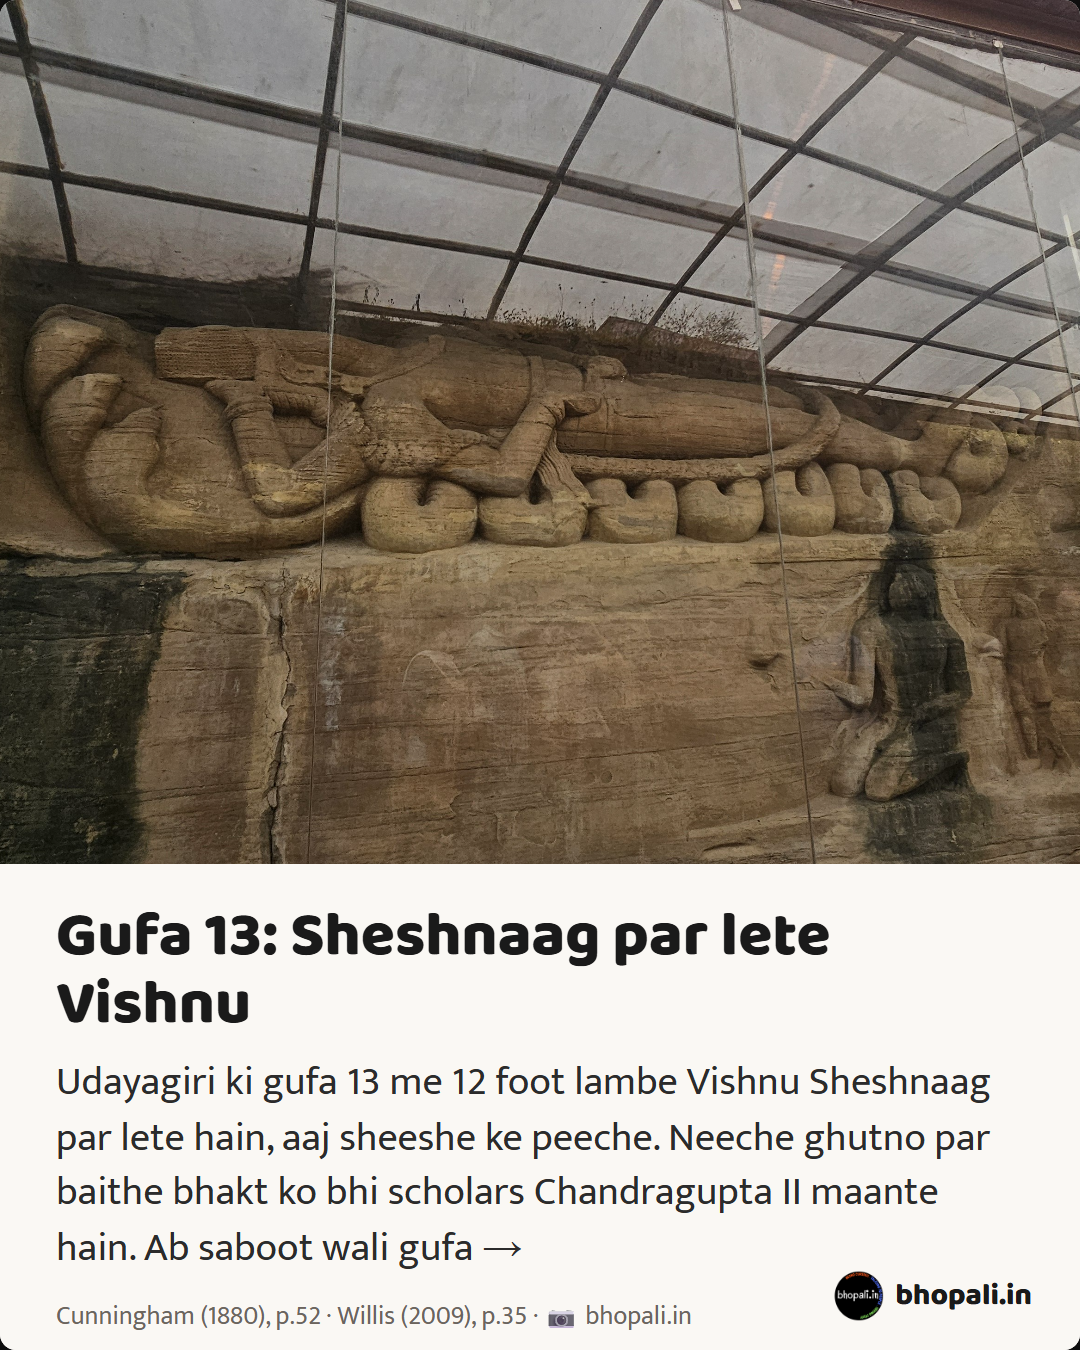 Gufa 13: Sheshnaag par lete
Vishnu
Udayagiri ki gufa 13 me 12 foot lambe Vishnu Sheshnaag
par lete hain, aaj sheeshe ke peeche. Neeche ghutno par
baithe bhakt ko bhi scholars Chandragupta II maante
hain. Ab saboot wali gufa →
Cunningham (1880), p.52 · Willis (2009), p.35 · 📷 bhopali.in
bhopali.in
bhopali.in